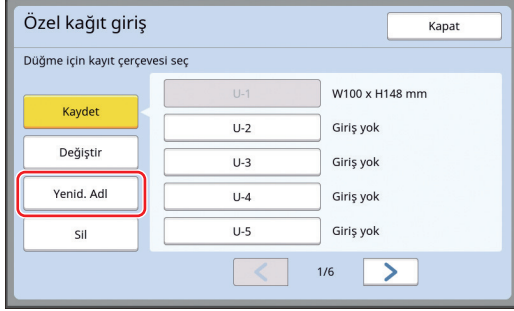 Özel kağıt giriş
Kapat
Düğme için kayıt çerçevesi seç
Kaydet
Değiştir
Yenid. Adl
Sil
U-1 W100 x H148 mm
U-2 Giriş yok
U-3 Giriş yok
U-4 Giriş yok
U-5 Giriş yok
1/6